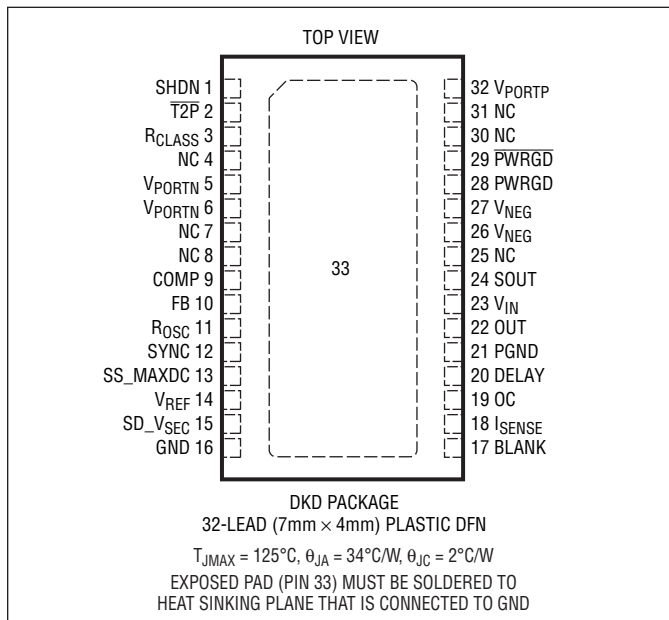 TOP VIEW
SHDN 1
T2P 2
RCLASS 3
NC 4
VPORTN 5
VPORTN 6
NC 7
NC 8
COMP 9
FB 10
ROSC 11
SYNC 12
SS_MAXDC 13
VREF 14
SD_VSEC 15
GND 16
33
32 VPORTP
31 NC
30 NC
29 PWRGD
28 PWRGD
27 VNEG
26 VNEG
25 NC
24 SOUT
23 VIN
22 OUT
21 PGND
20 DELAY
19 OC
18 ISENSE
17 BLANK
DKD PACKAGE
32-LEAD (7mm × 4mm) PLASTIC DFN
TJMAX = 125°C, θJA = 34°C/W, θJC = 2°C/W
EXPOSED PAD (PIN 33) MUST BE SOLDERED TO
HEAT SINKING PLANE THAT IS CONNECTED TO GND